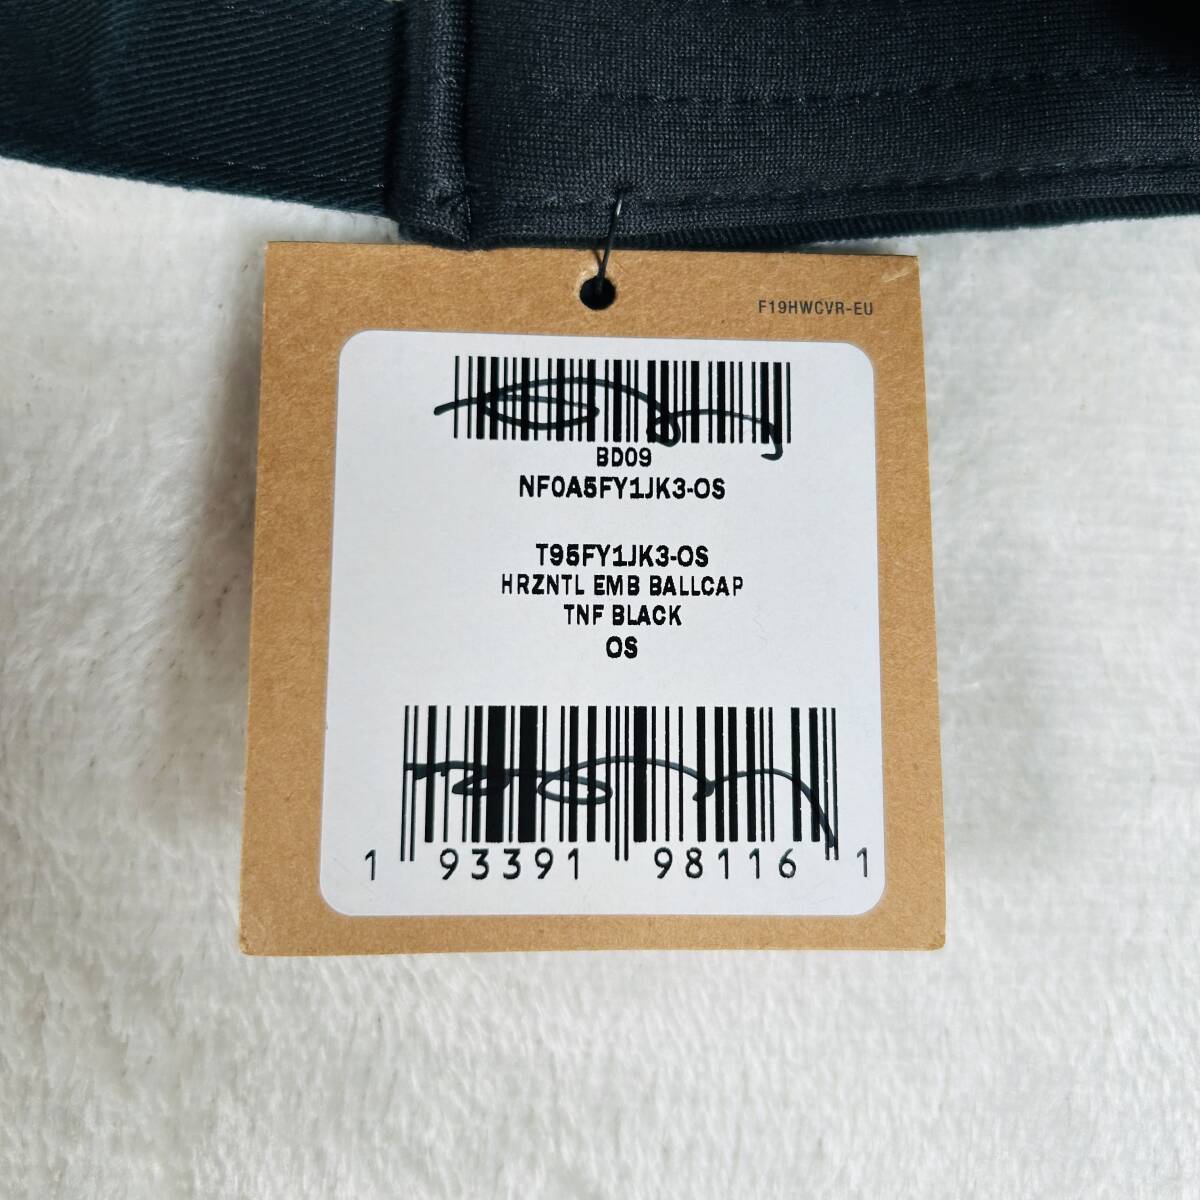 F19HWCVR-EU
BD09
NF0A5FY1JK3-OS
T95FY1JK3-OS
HRZNTL EMB BALLCAP
TNF BLACK
OS
1 93391 98116 1